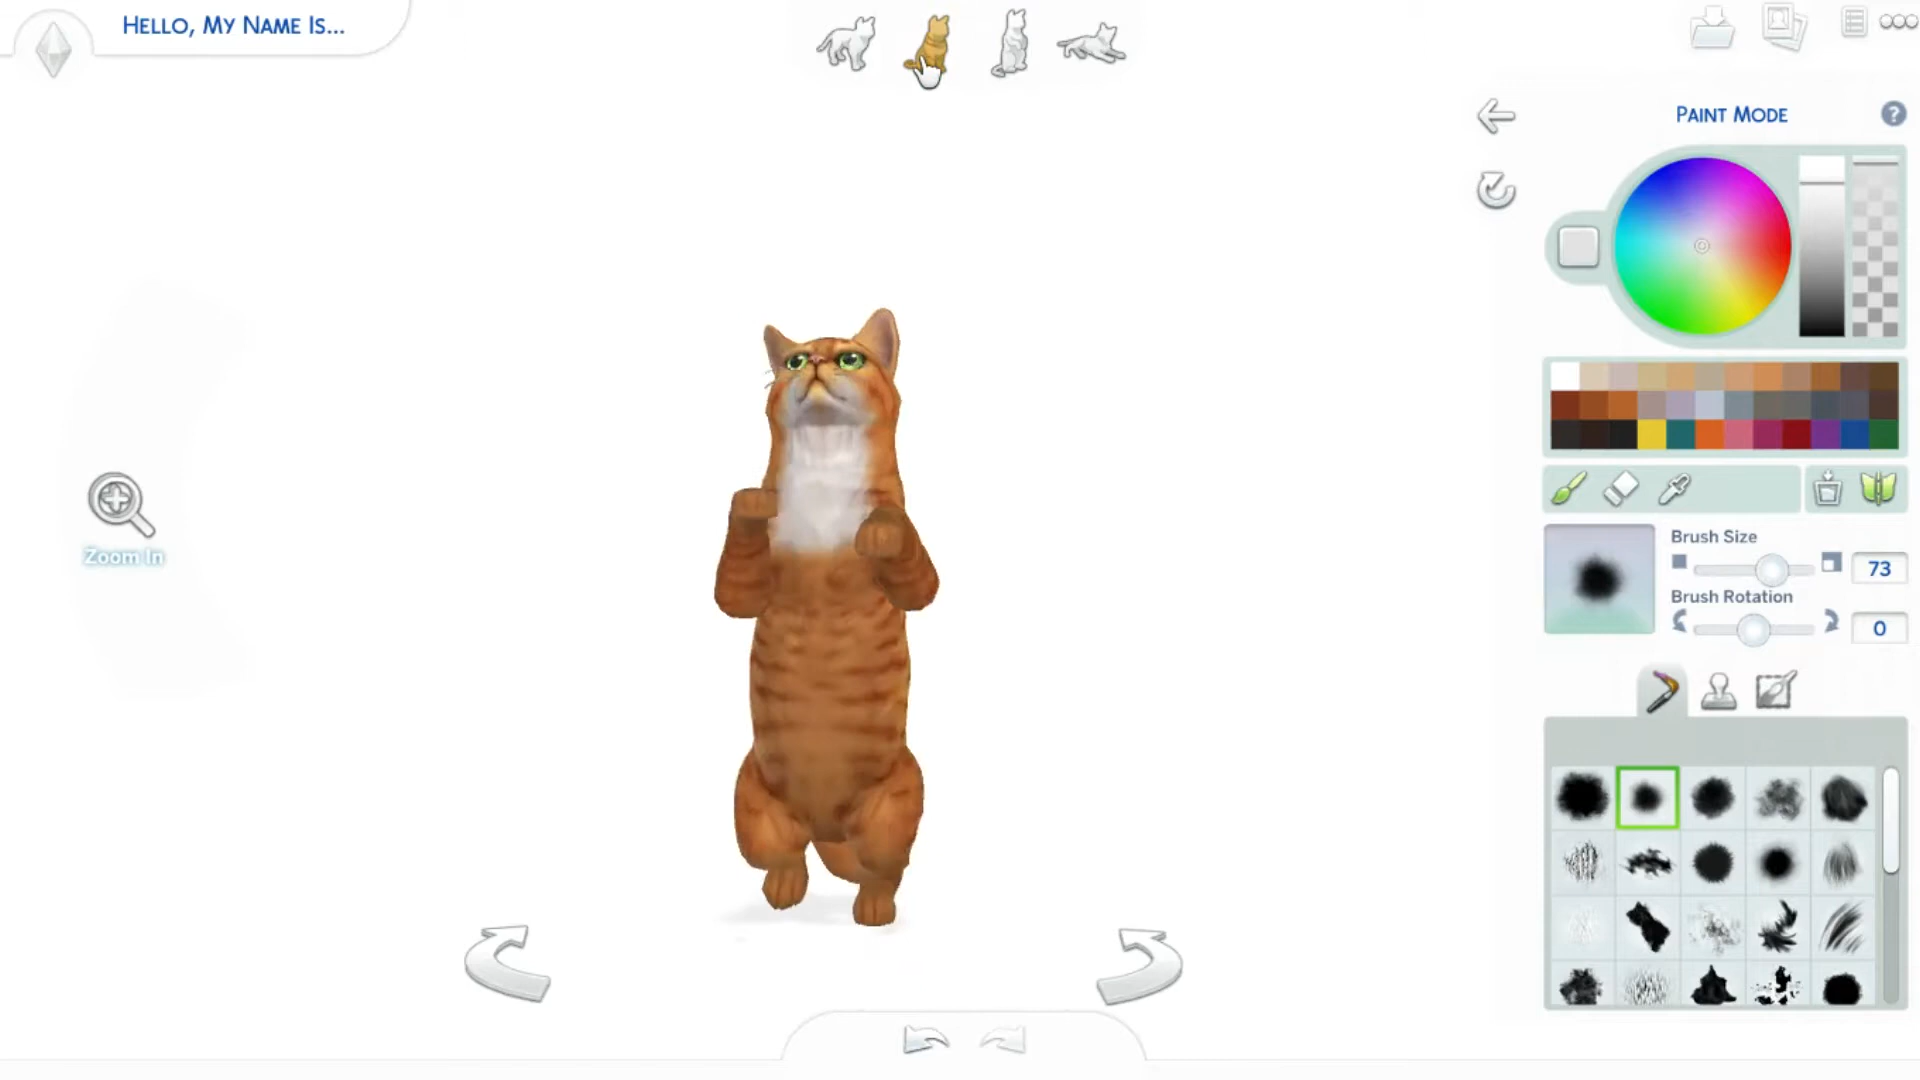 HELLO, MY NAME IS...
PAINT MODE
?
Brush Size
73
Brush Rotation
0
Zoom In